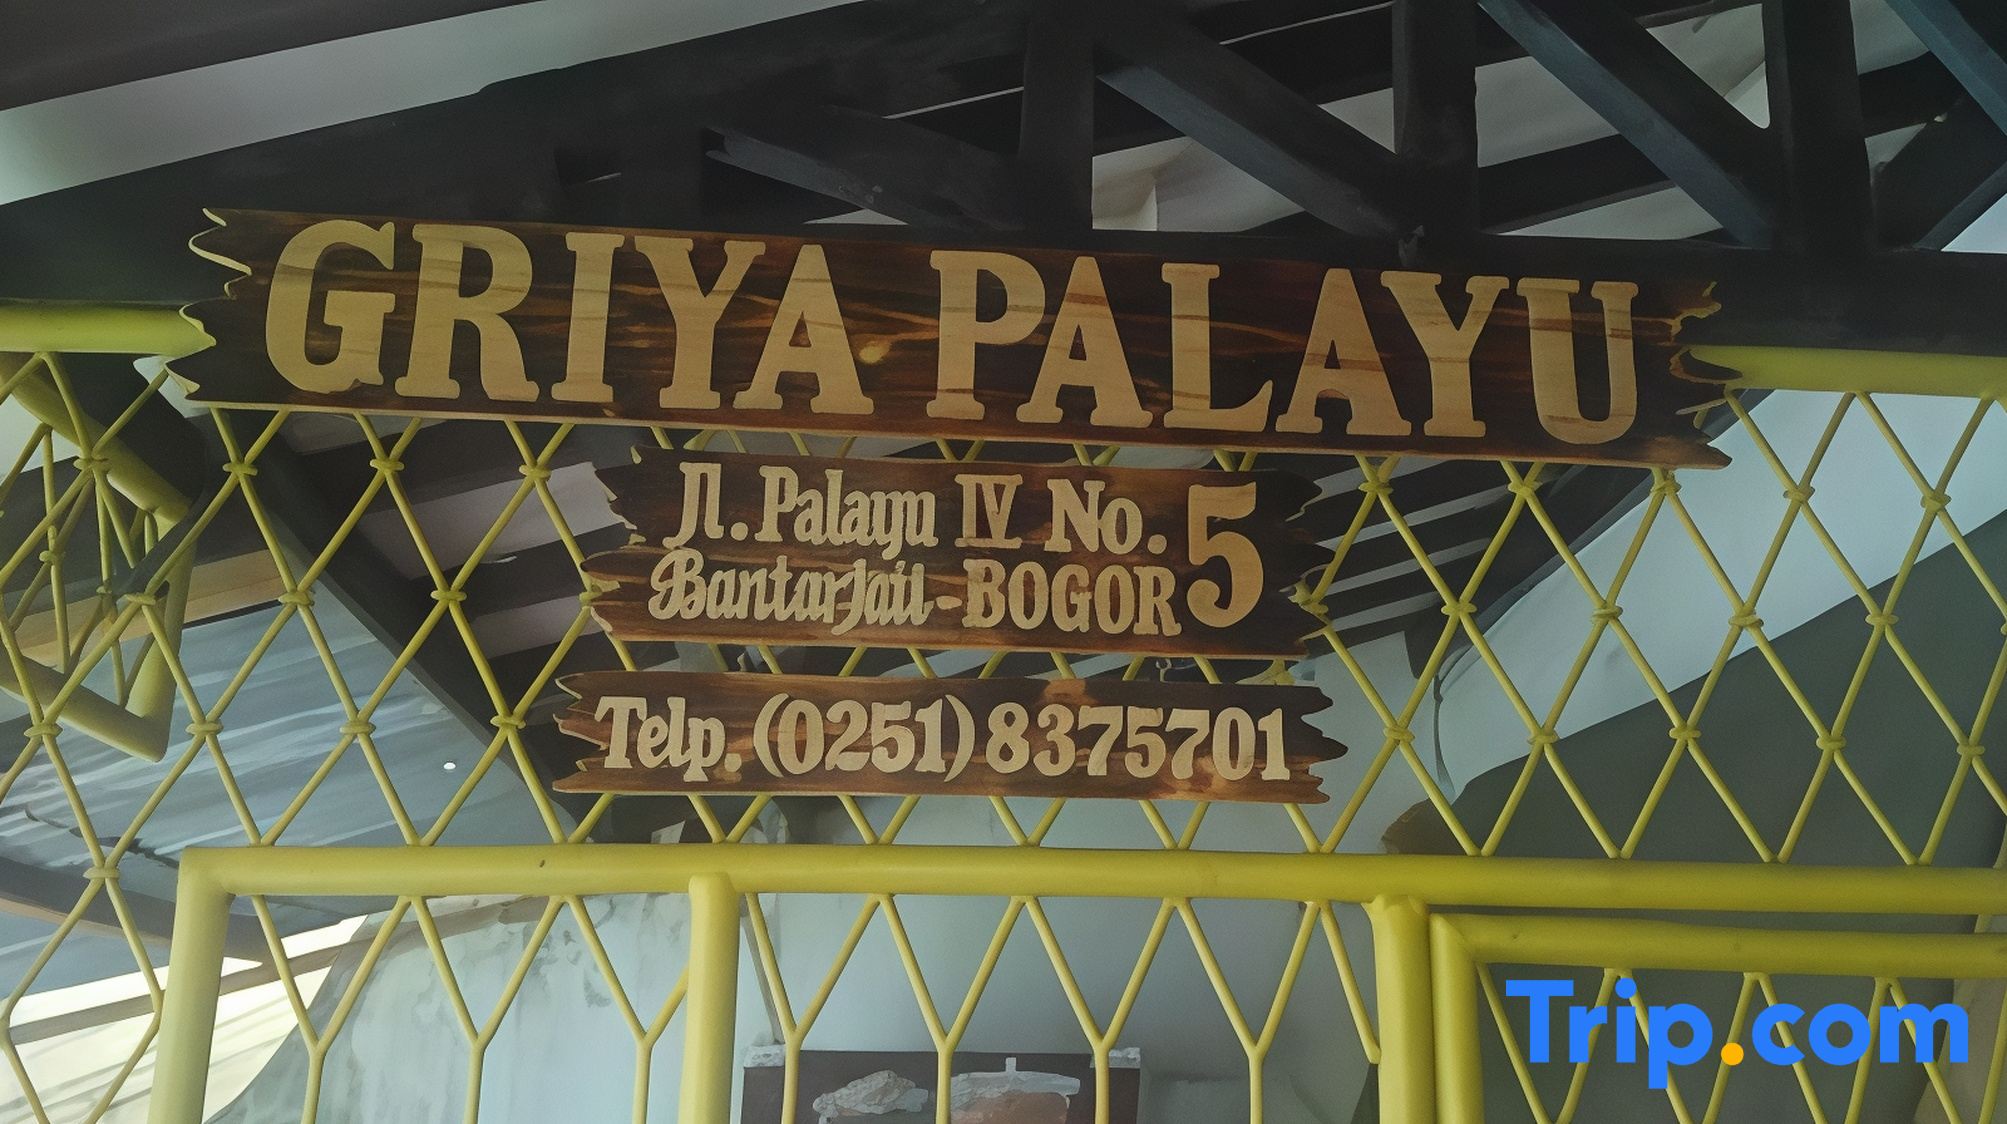 GRIYA PALAYU
Jl. Palayu IV No. 5
Bantarjati - BOGOR
Telp. (0251) 8375701
Trip.com